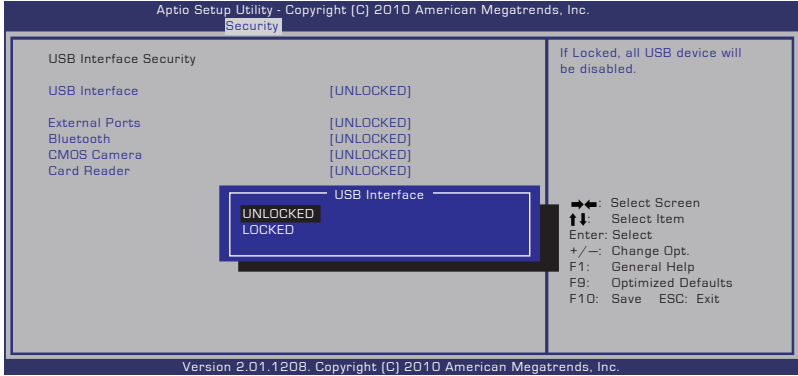 Aptio Setup Utility - Copyright (C) 2010 American Megatrends, Inc.
Security
USB Interface Security
USB Interface [UNLOCKED]
External Ports [UNLOCKED]
Bluetooth [UNLOCKED]
CMOS Camera [UNLOCKED]
Card Reader [UNLOCKED]
USB Interface
UNLOCKED
LOCKED
If Locked, all USB device will
be disabled.
→←: Select Screen
↑↓: Select Item
Enter: Select
+/—: Change Opt.
F1: General Help
F9: Optimized Defaults
F10: Save ESC: Exit
Version 2.01.1208. Copyright (C) 2010 American Megatrends, Inc.